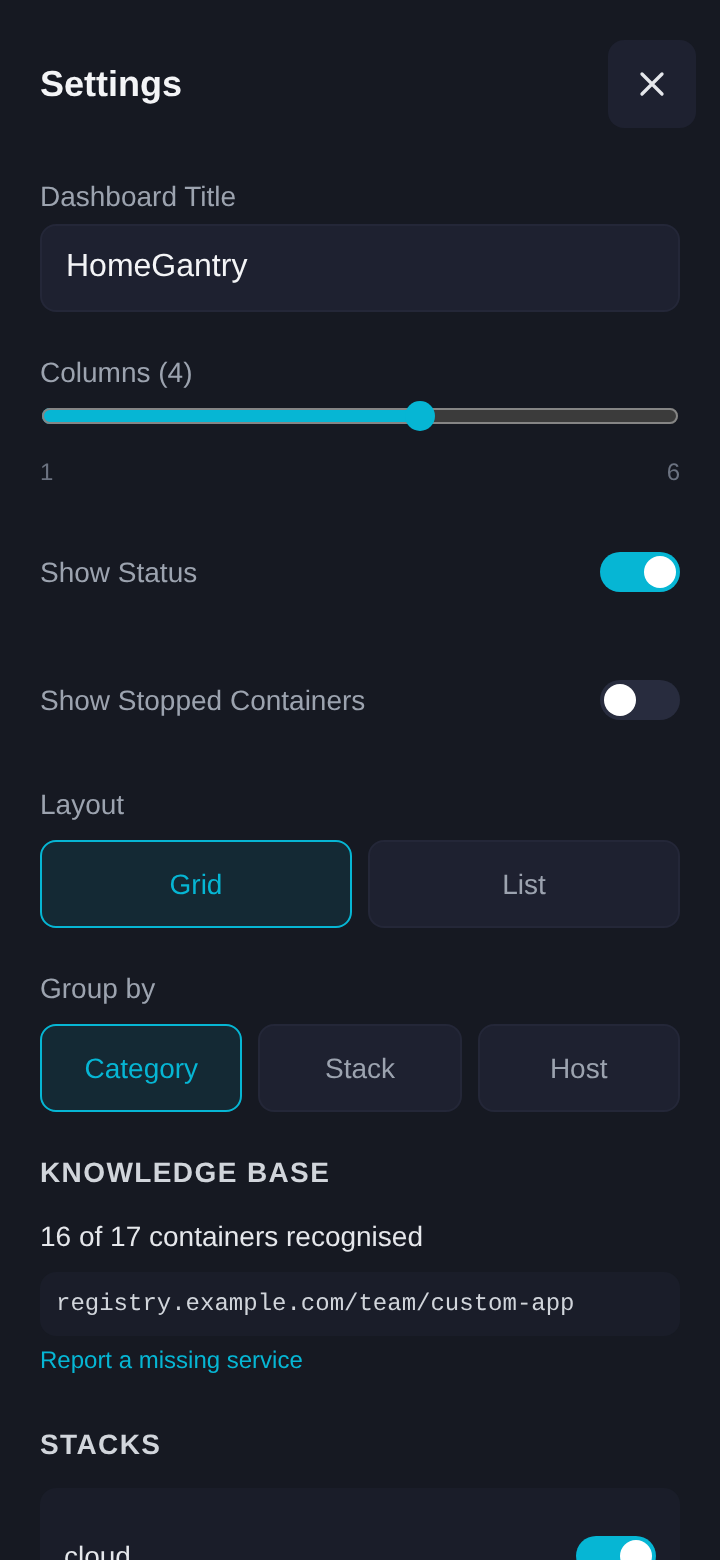 Settings
Dashboard Title
HomeGantry
Columns (4)
1 6
Show Status
Show Stopped Containers
Layout
Grid List
Group by
Category Stack Host
KNOWLEDGE BASE
16 of 17 containers recognised
registry.example.com/team/custom-app
Report a missing service
STACKS
cloud